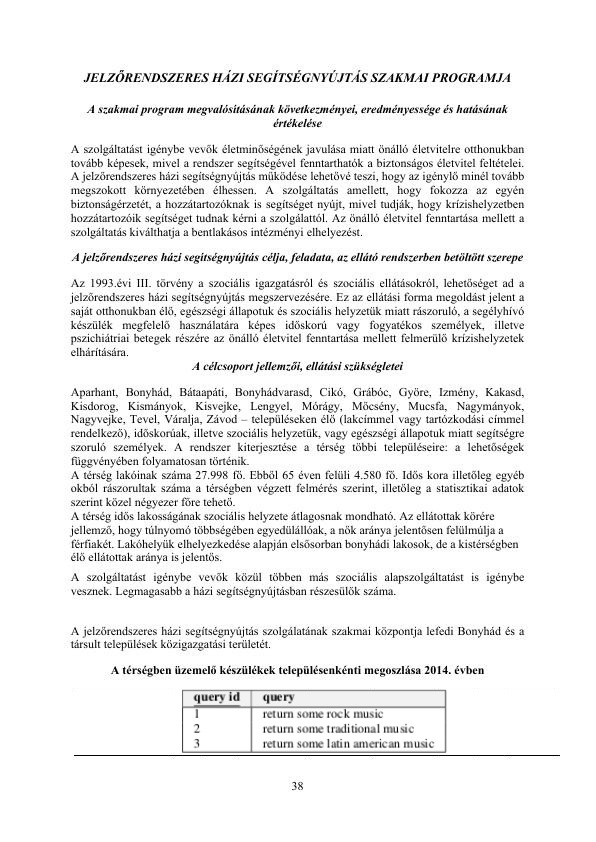 JELZŐRENDSZERES HÁZI SEGÍTSÉGNYÚJTÁS SZAKMAI PROGRAMJA
A szakmai program megvalósításának következményei, eredményessége és hatásának
értékelése
A szolgáltatást igénybe vevők életminőségének javulása miatt önálló életvitelre otthonukban
tovább képesek, mivel a rendszer segítségével fenntarthatók a biztonságos életvitel feltételei.
A jelzőrendszeres házi segítségnyújtás működése lehetővé teszi, hogy az igénylő minél tovább
megszokott környezetében élhessen. A szolgáltatás amellett, hogy fokozza az egyén
biztonságérzetét, a hozzátartozóknak is segítséget nyújt, mivel tudják, hogy krízishelyzetben
hozzátartozóik segítséget tudnak kérni a szolgálattól. Az önálló életvitel fenntartása mellett a
szolgáltatás kiválthatja a bentlakásos intézményi elhelyezést.
A jelzőrendszeres házi segítségnyújtás célja, feladata, az ellátó rendszerben betöltött szerepe
Az 1993.évi III. törvény a szociális igazgatásról és szociális ellátásokról, lehetőséget ad a
jelzőrendszeres házi segítségnyújtás megszervezésére. Ez az ellátási forma megoldást jelent a
saját otthonukban élő, egészségi állapotuk és szociális helyzetük miatt rászoruló, a segélyhívó
készülék megfelelő használatára képes időskorú vagy fogyatékos személyek, illetve
pszichiátriai betegek részére az önálló életvitel fenntartása mellett felmerülő krízishelyzetek
elhárítására.
A célcsoport jellemzői, ellátási szükségletei
Aparhant, Bonyhád, Bátaapáti, Bonyhádvarasd, Cikó, Grábóc, Györe, Izmény, Kakasd,
Kisdorog, Kismányok, Kisvejke, Lengyel, Mórágy, Mőcsény, Mucsfa, Nagymányok,
Nagyvejke, Tevel, Váralja, Závod – településeken élő (lakcímmel vagy tartózkodási címmel
rendelkező), időskorúak, illetve szociális helyzetük, vagy egészségi állapotuk miatt segítségre
szoruló személyek. A rendszer kiterjesztése a térség többi településeire: a lehetőségek
függvényében folyamatosan történik.
A térség lakóinak száma 27.998 fő. Ebből 65 éven felüli 4.580 fő. Idős kora illetőleg egyéb
okból rászorultak száma a térségben végzett felmérés szerint, illetőleg a statisztikai adatok
szerint közel négyezer főre tehető.
A térség idős lakosságának szociális helyzete átlagosnak mondható. Az ellátottak körére
jellemző, hogy túlnyomó többségében egyedülállóak, a nők aránya jelentősen felülmúlja a
férfiakét. Lakóhelyük elhelyezkedése alapján elsősorban bonyhádi lakosok, de a kistérségben
élő ellátottak aránya is jelentős.
A szolgáltatást igénybe vevők közül többen más szociális alapszolgáltatást is igénybe
vesznek. Legmagasabb a házi segítségnyújtásban részesülők száma.
A jelzőrendszeres házi segítségnyújtás szolgálatának szakmai központja lefedi Bonyhád és a
társult települések közigazgatási területét.
A térségben üzemelő készülékek településenkénti megoszlása 2014. évben
query id query
1 return some rock music
2 return some traditional music
3 return some latin american music
38